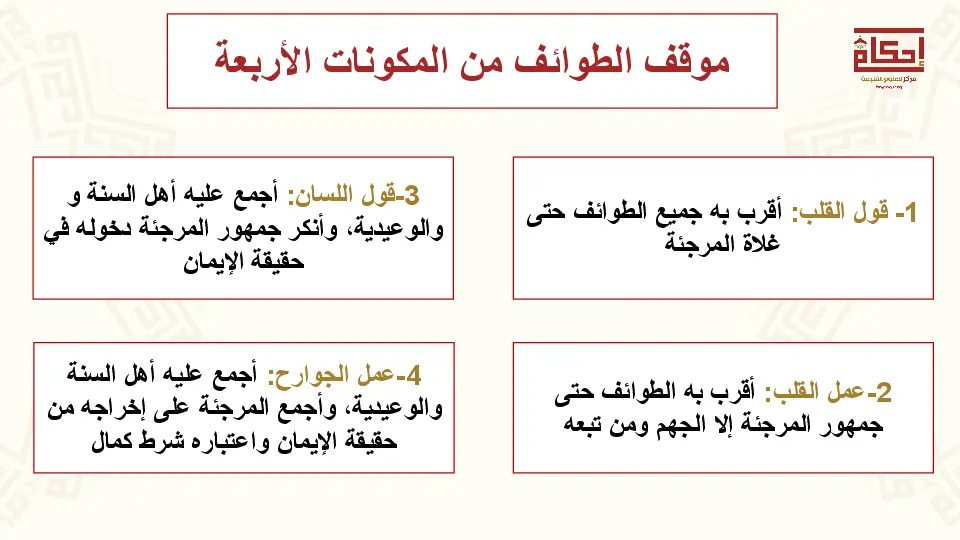 موقف الطوائف من المكونات الأربعة
إحكام
مركز للعلوم الشرعية
1- قول القلب: أقرب به جميع الطوائف حتى
غلاة المرجئة
3-قول اللسان: أجمع عليه أهل السنة و
والوعيدية، وأنكر جمهور المرجئة دخوله في
حقيقة الإيمان
2-عمل القلب: أقرب به الطوائف حتى
جمهور المرجئة إلا الجهم ومن تبعه
4-عمل الجوارح: أجمع عليه أهل السنة
والوعيدية، وأجمع المرجئة على إخراجه من
حقيقة الإيمان واعتباره شرط كمال